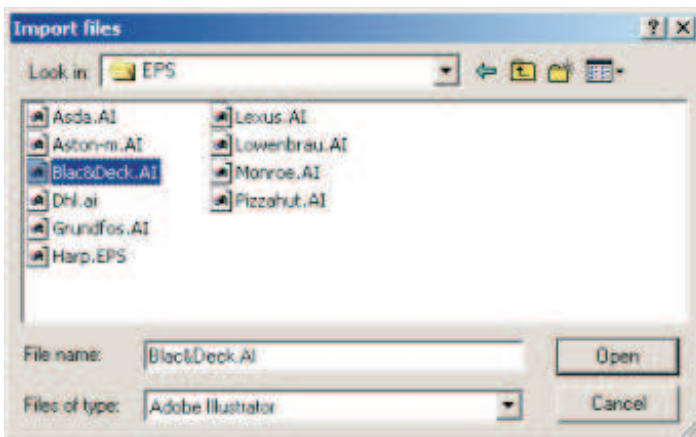 Import files
Look in: EPS
Asda.AI
Aston-m.AI
Blac&Deck.AI
Dhl.ai
Grundfos.AI
Harp.EPS
Lexus.AI
Lowenbrau.AI
Monroe.AI
Pizzahut.AI
File name: Blac&Deck.AI Open
Files of type: Adobe Illustrator Cancel